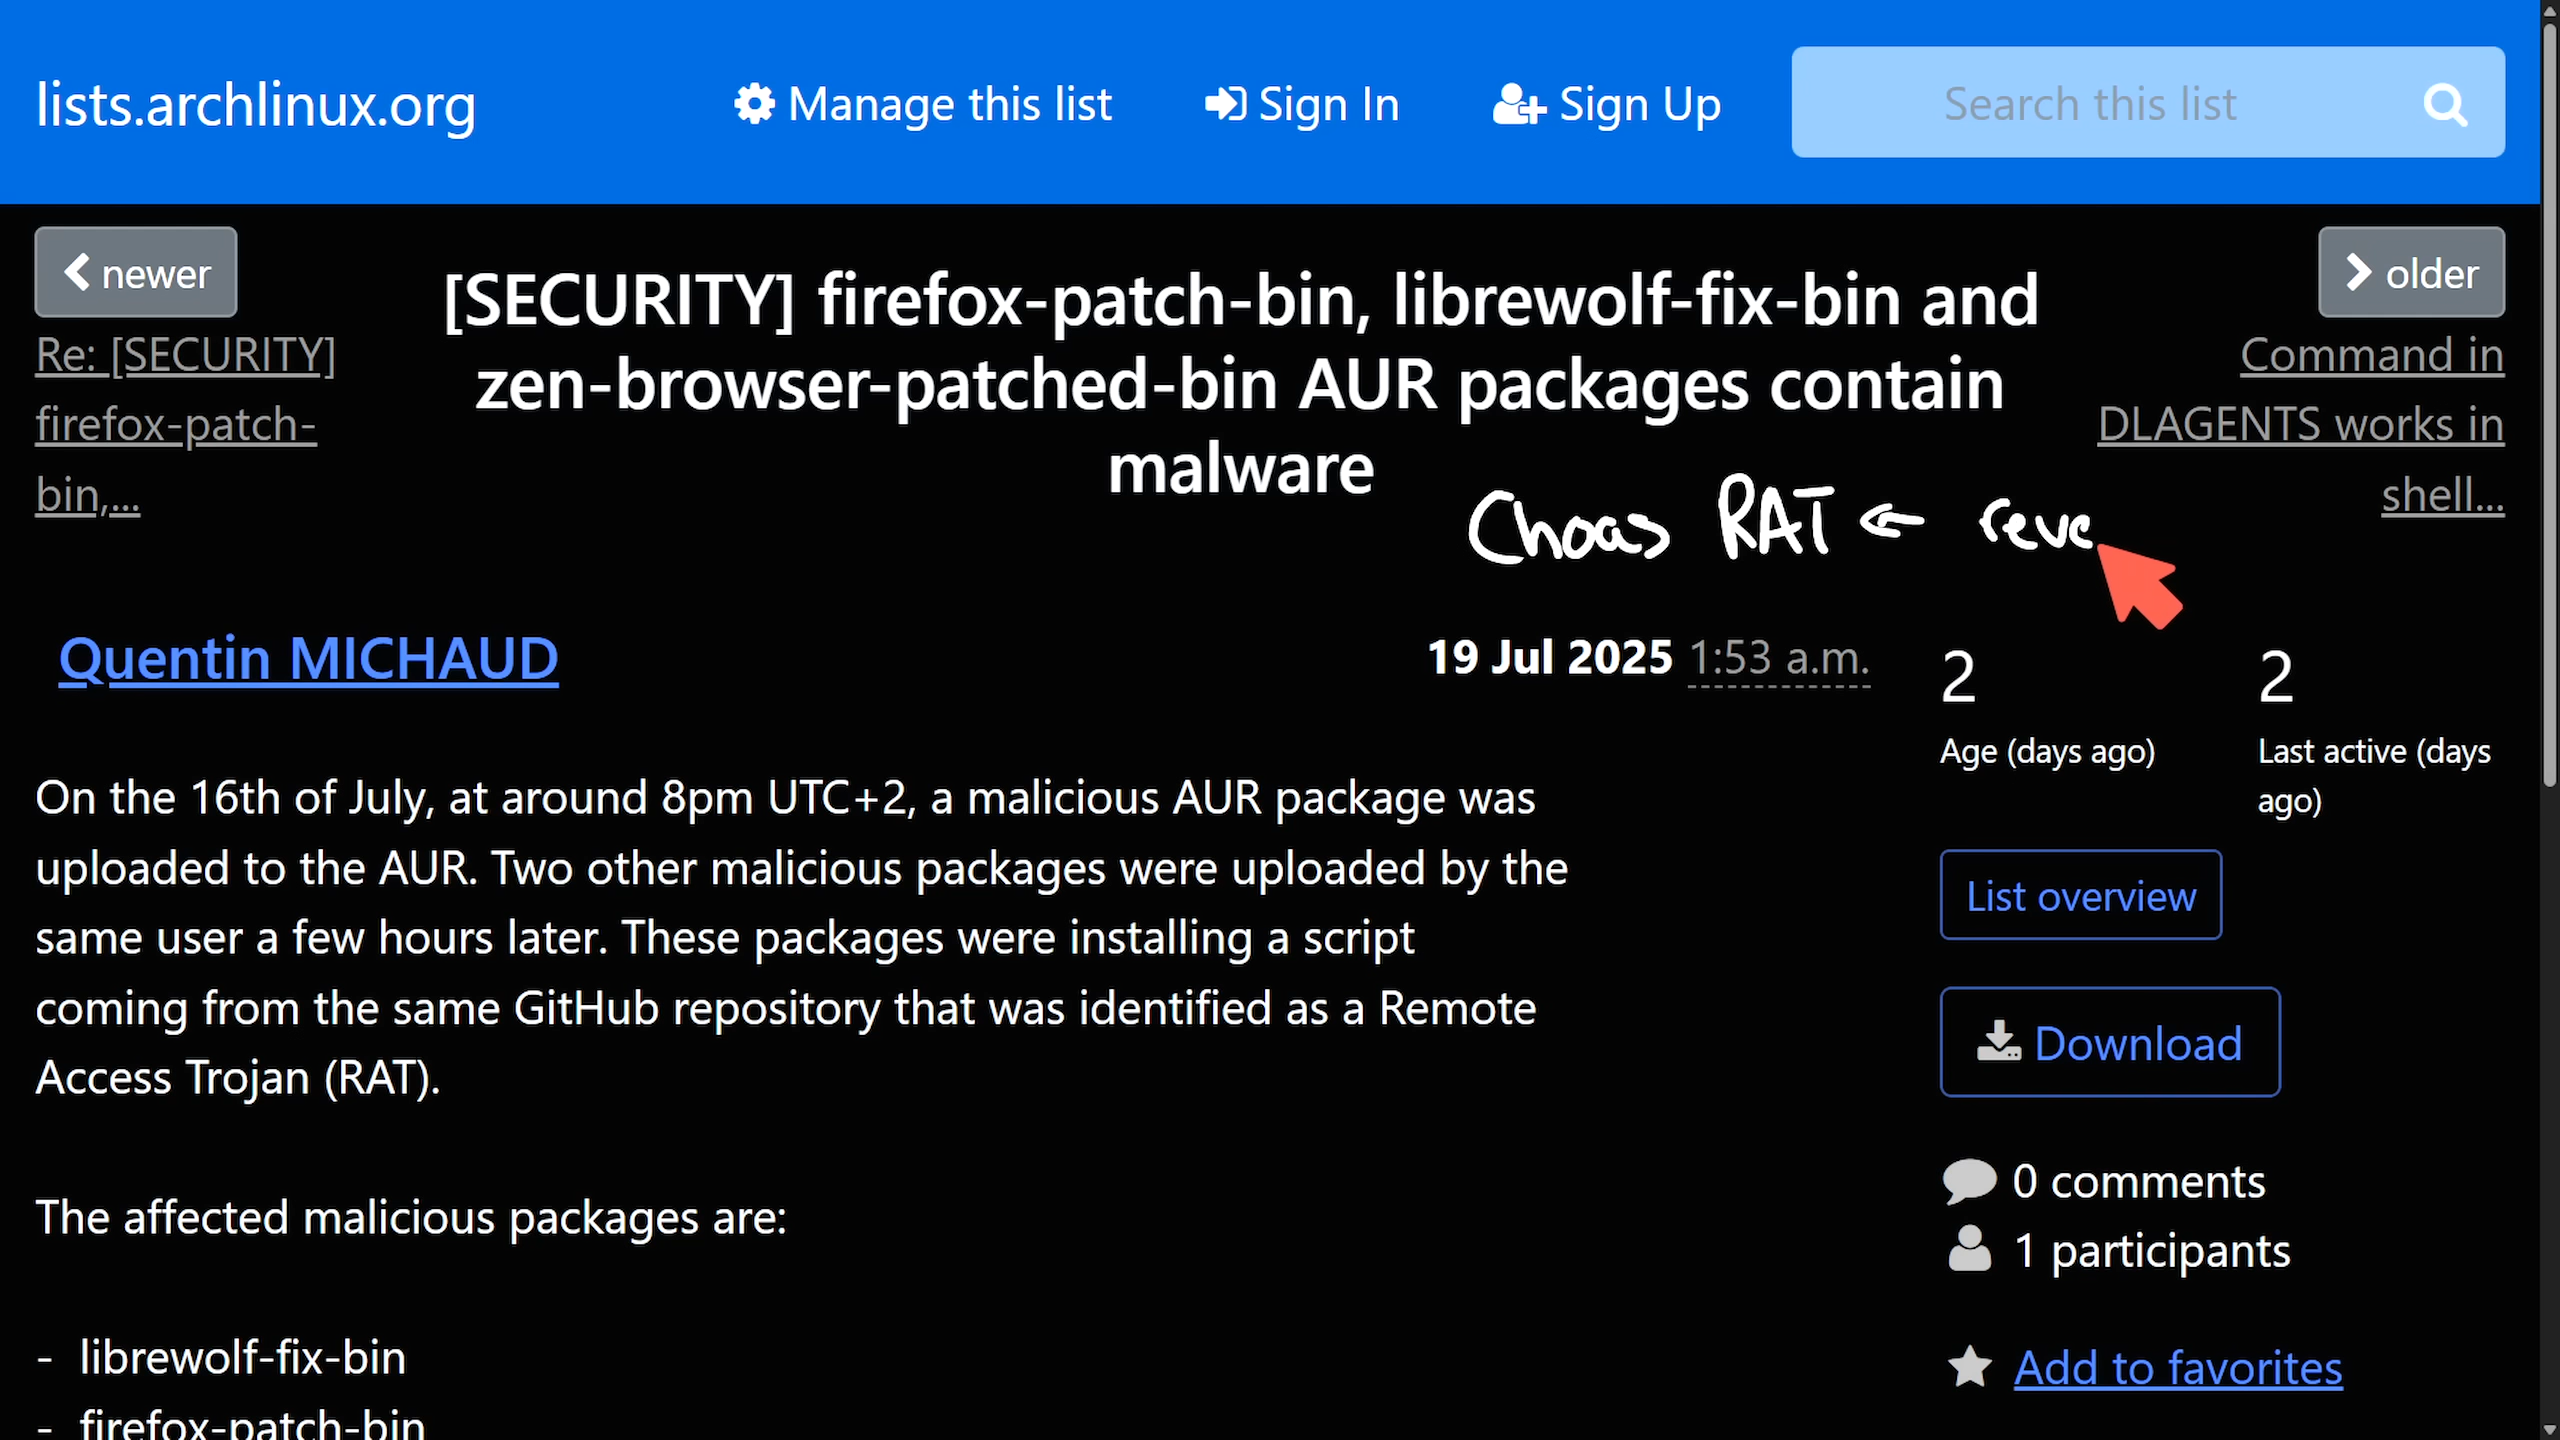 lists.archlinux.org
Manage this list
Sign In
Sign Up
Search this list
newer
Re: [SECURITY]
firefox-patch-
bin,...
[SECURITY] firefox-patch-bin, librewolf-fix-bin and
zen-browser-patched-bin AUR packages contain
malware
older
Command in
DLAGENTS works in
shell...
Choas RAT ← reve
Quentin MICHAUD
19 Jul 2025 1:53 a.m.
On the 16th of July, at around 8pm UTC+2, a malicious AUR package was
uploaded to the AUR. Two other malicious packages were uploaded by the
same user a few hours later. These packages were installing a script
coming from the same GitHub repository that was identified as a Remote
Access Trojan (RAT).
The affected malicious packages are:
- librewolf-fix-bin
- firefox-patch-bin
2
Age (days ago)
2
Last active (days
ago)
List overview
Download
0 comments
1 participants
Add to favorites